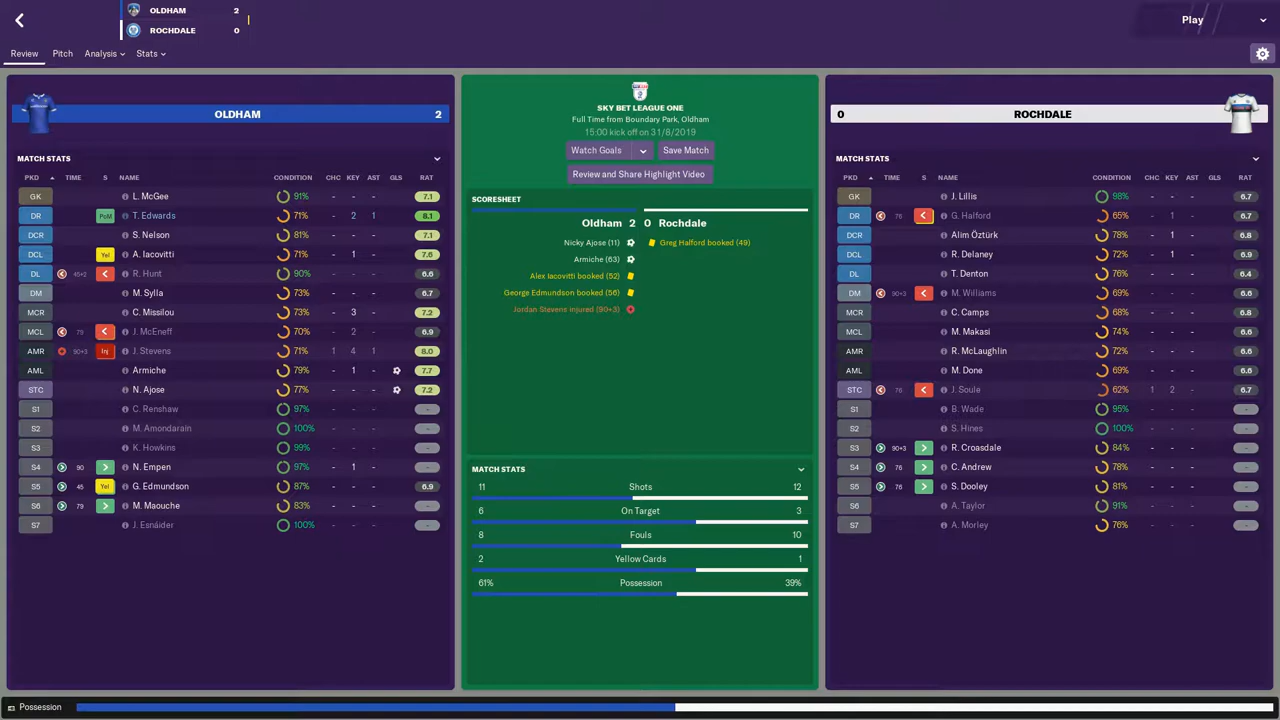 OLDHAM 2
ROCHDALE 0
Play
Review Pitch Analysis Stats
OLDHAM 2
MATCH STATS
PKD TIME S NAME CONDITION CHC KEY AST GLS RAT
GK L. McGee 91% - - - 7.1
DR PoM T. Edwards 71% - 2 1 8.1
DCR S. Nelson 81% - - - 7.1
DCL Yel A. Iacovitti 71% - 1 - 7.6
DL 45+2 R. Hunt 90% - - - 6.6
DM M. Sylla 73% - - - 6.7
MCR C. Missilou 73% - 3 - 7.2
MCL 79 J. McEneff 70% - 2 - 6.9
AMR 90+3 Inj J. Stevens 71% 1 4 1 8.0
AML Armiche 79% - 1 - 7.7
STC N. Ajose 77% - - - 7.2
S1 C. Renshaw 97% - - - -
S2 M. Amondarain 100% - - - -
S3 K. Howkins 99% - - - -
S4 90 N. Empen 97% - 1 - -
S5 45 Yel G. Edmundson 87% - - - 6.9
S6 79 M. Maouche 83% - - - -
S7 J. Esnáider 100% - - - -
SKY BET LEAGUE ONE
Full Time from Boundary Park, Oldham
15:00 kick off on 31/8/2019
Watch Goals Save Match
Review and Share Highlight Video
SCORESHEET
Oldham 2 0 Rochdale
Nicky Ajose (11) Greg Halford booked (49)
Armiche (63)
Alex Iacovitti booked (52)
George Edmundson booked (56)
Jordan Stevens injured (90+3)
MATCH STATS
11 Shots 12
6 On Target 3
8 Fouls 10
2 Yellow Cards 1
61% Possession 39%
0 ROCHDALE
MATCH STATS
PKD TIME S NAME CONDITION CHC KEY AST GLS RAT
GK J. Lillis 98% - - - 6.7
DR 76 G. Halford 65% - 1 - 6.7
DCR Alim Öztürk 78% - 1 - 6.8
DCL R. Delaney 72% - 1 - 6.9
DL T. Denton 76% - - - 6.4
DM 90+3 M. Williams 69% - - - 6.6
MCR C. Camps 68% - - - 6.8
MCL M. Makasi 74% - - - 6.6
AMR R. McLaughlin 72% - - - 6.6
AML M. Done 69% - - - 6.6
STC 76 J. Soule 62% 1 2 - 6.7
S1 B. Wade 95% - - - -
S2 S. Hines 100% - - - -
S3 90+3 R. Croasdale 84% - - - -
S4 76 C. Andrew 78% - - - -
S5 76 S. Dooley 81% - - - -
S6 A. Taylor 91% - - - -
S7 A. Morley 76% - - - -
Possession